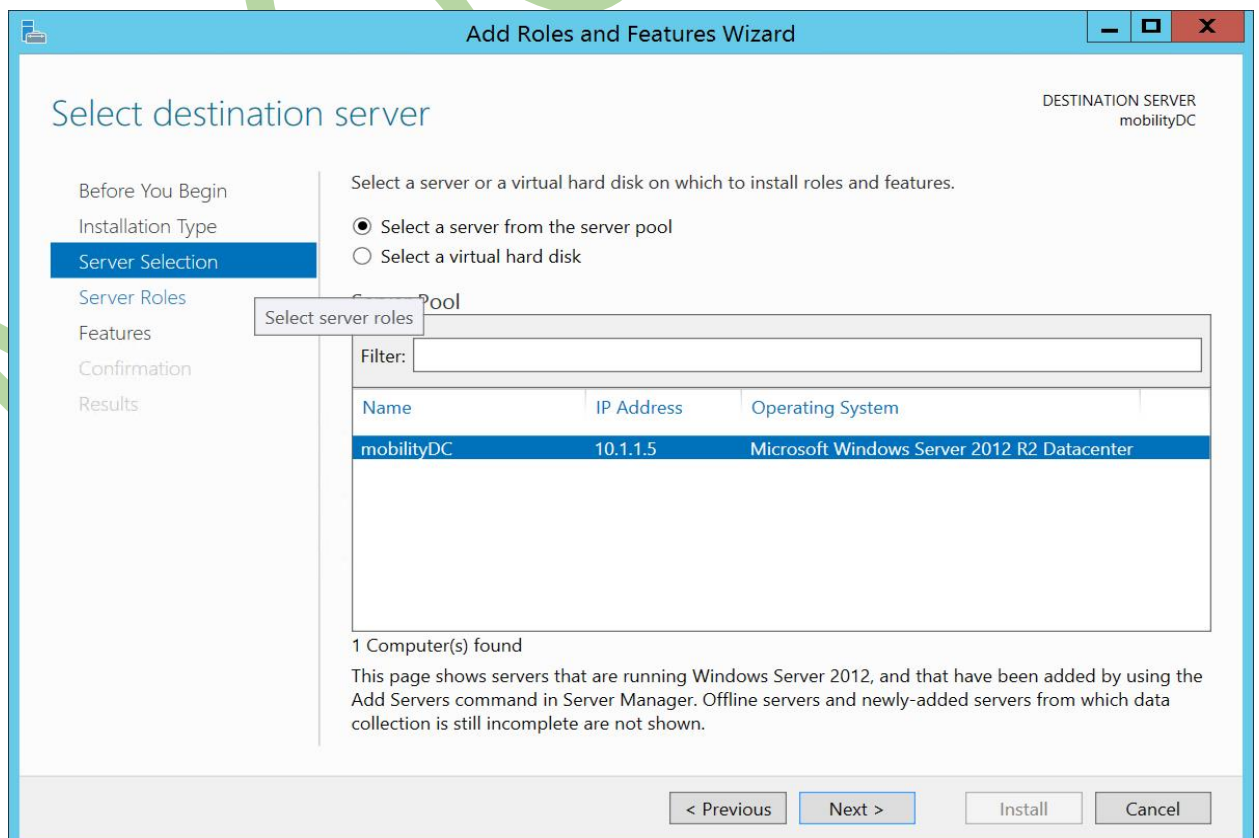 Add Roles and Features Wizard
Select destination server
DESTINATION SERVER
mobilityDC
Before You Begin
Installation Type
Server Selection
Server Roles
Features
Confirmation
Results
Select server roles
Select a server or a virtual hard disk on which to install roles and features.
Select a server from the server pool
Select a virtual hard disk
Pool
Filter:
Name IP Address Operating System
mobilityDC 10.1.1.5 Microsoft Windows Server 2012 R2 Datacenter
1 Computer(s) found
This page shows servers that are running Windows Server 2012, and that have been added by using the
Add Servers command in Server Manager. Offline servers and newly-added servers from which data
collection is still incomplete are not shown.
< Previous Next > Install Cancel